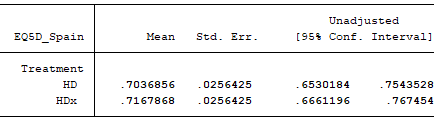 Unadjusted
EQ5D_Spain Mean Std. Err. [95% Conf. Interval]
Treatment
HD .7036856 .0256425 .6530184 .7543528
HDx .7167868 .0256425 .6661196 .767454